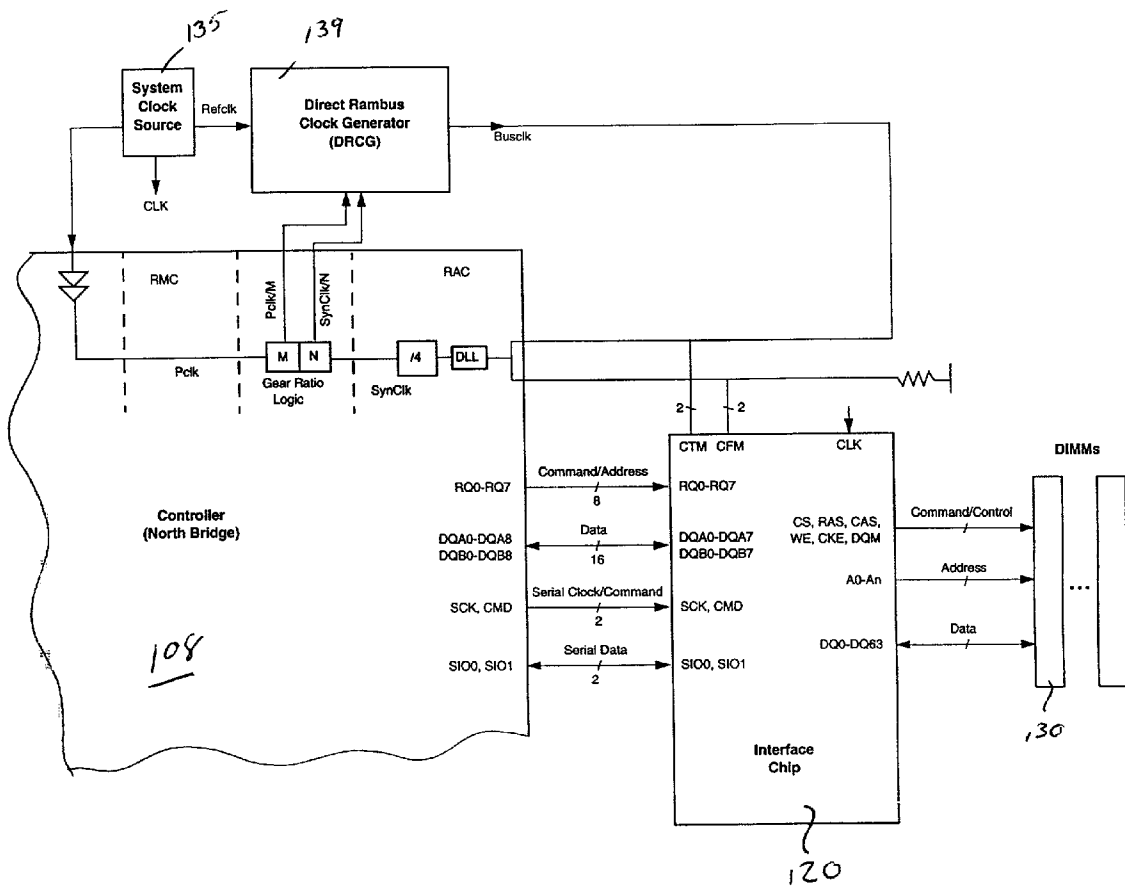 135
139
System
Clock
Source
Refclk
Direct Rambus
Clock Generator
(DRCG)
Busclk
CLK
RMC
RAC
Pclk/M
SynClk/N
M
N
/4
DLL
Pclk
Gear Ratio
Logic
SynClk
2
2
CTM
CFM
CLK
DIMMs
Controller
(North Bridge)
RQ0-RQ7
Command/Address
8
RQ0-RQ7
DQA0-DQA8
DQB0-DQB8
Data
16
DQA0-DQA7
DQB0-DQB7
SCK, CMD
Serial Clock/Command
2
SCK, CMD
SIO0, SIO1
Serial Data
2
SIO0, SIO1
CS, RAS, CAS,
WE, CKE, DQM
Command/Control
A0-An
Address
DQ0-DQ63
Data
...
108
130
Interface
Chip
120